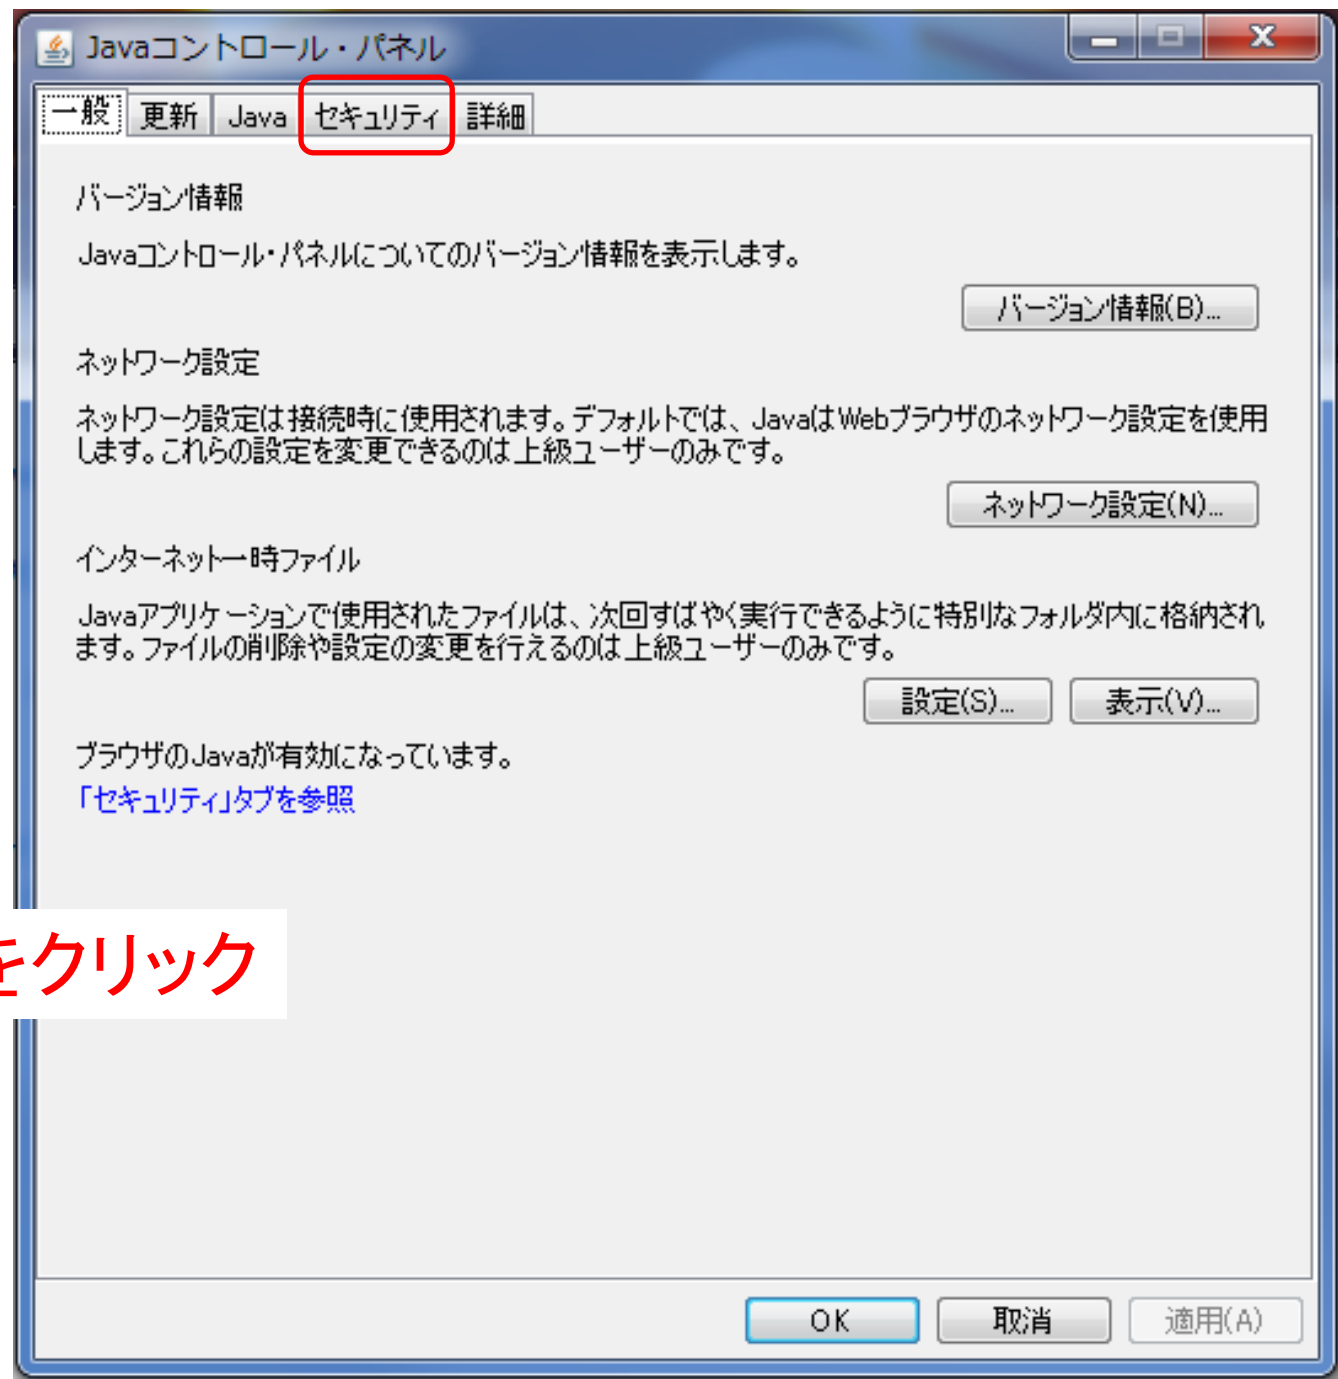 Javaコントロール・パネル
一般 更新 Java セキュリティ 詳細
バージョン情報
Javaコントロール・パネルについてのバージョン情報を表示します。
バージョン情報(B)...
ネットワーク設定
ネットワーク設定は接続時に使用されます。デフォルトでは、JavaはWebブラウザのネットワーク設定を使用
します。これらの設定を変更できるのは上級ユーザーのみです。
ネットワーク設定(N)...
インターネット一時ファイル
Javaアプリケーションで使用されたファイルは、次回すばやく実行できるように特別なフォルダ内に格納され
ます。ファイルの削除や設定の変更を行えるのは上級ユーザーのみです。
設定(S)... 表示(V)...
ブラウザのJavaが有効になっています。
「セキュリティ」タブを参照
をクリック
OK 取消 適用(A)